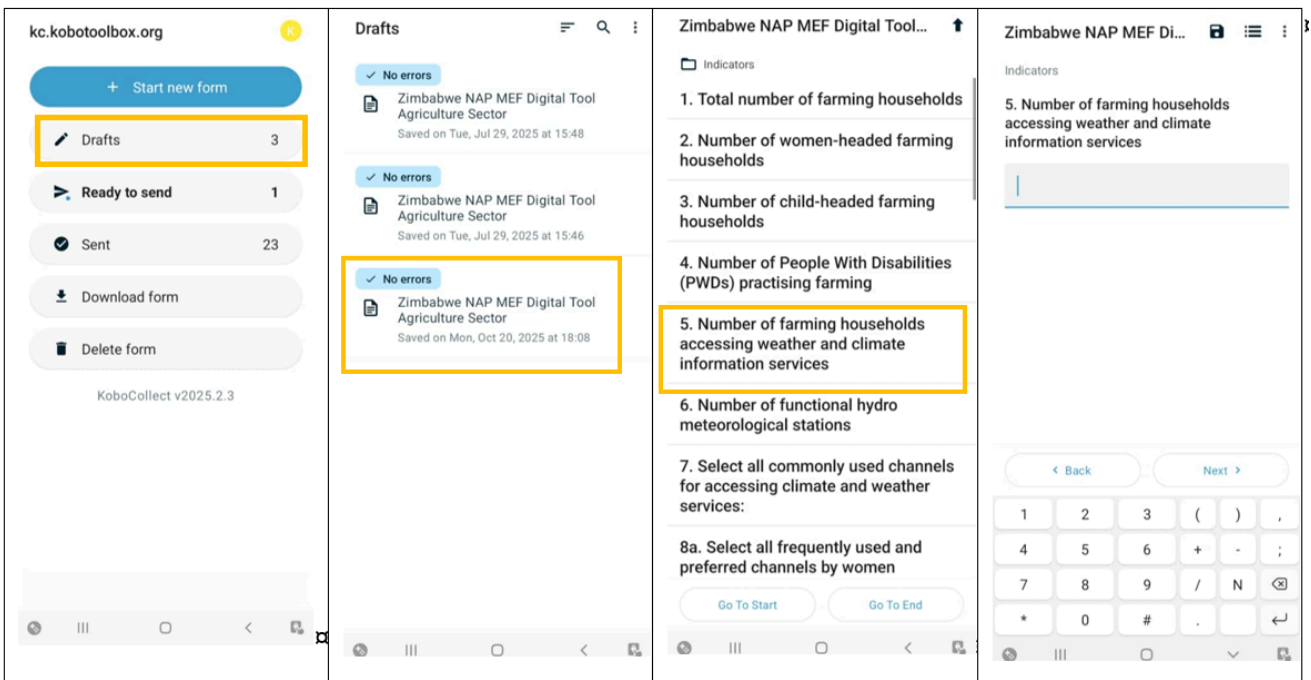 kc.kobotoolbox.org
K
+ Start new form
Drafts 3
Ready to send 1
Sent 23
Download form
Delete form
KoboCollect v2025.2.3
Drafts
No errors
Zimbabwe NAP MEF Digital Tool
Agriculture Sector
Saved on Tue, Jul 29, 2025 at 15:48
No errors
Zimbabwe NAP MEF Digital Tool
Agriculture Sector
Saved on Tue, Jul 29, 2025 at 15:46
No errors
Zimbabwe NAP MEF Digital Tool
Agriculture Sector
Saved on Mon, Oct 20, 2025 at 18:08
Zimbabwe NAP MEF Digital Tool...
Indicators
1. Total number of farming households
2. Number of women-headed farming
households
3. Number of child-headed farming
households
4. Number of People With Disabilities
(PWDs) practising farming
5. Number of farming households
accessing weather and climate
information services
6. Number of functional hydro
meteorological stations
7. Select all commonly used channels
for accessing climate and weather
services:
8a. Select all frequently used and
preferred channels by women
Go To Start Go To End
Zimbabwe NAP MEF Di...
Indicators
5. Number of farming households
accessing weather and climate
information services
< Back Next >
1 2 3 ( ) ,
4 5 6 + - ;
7 8 9 / N
* 0 # .